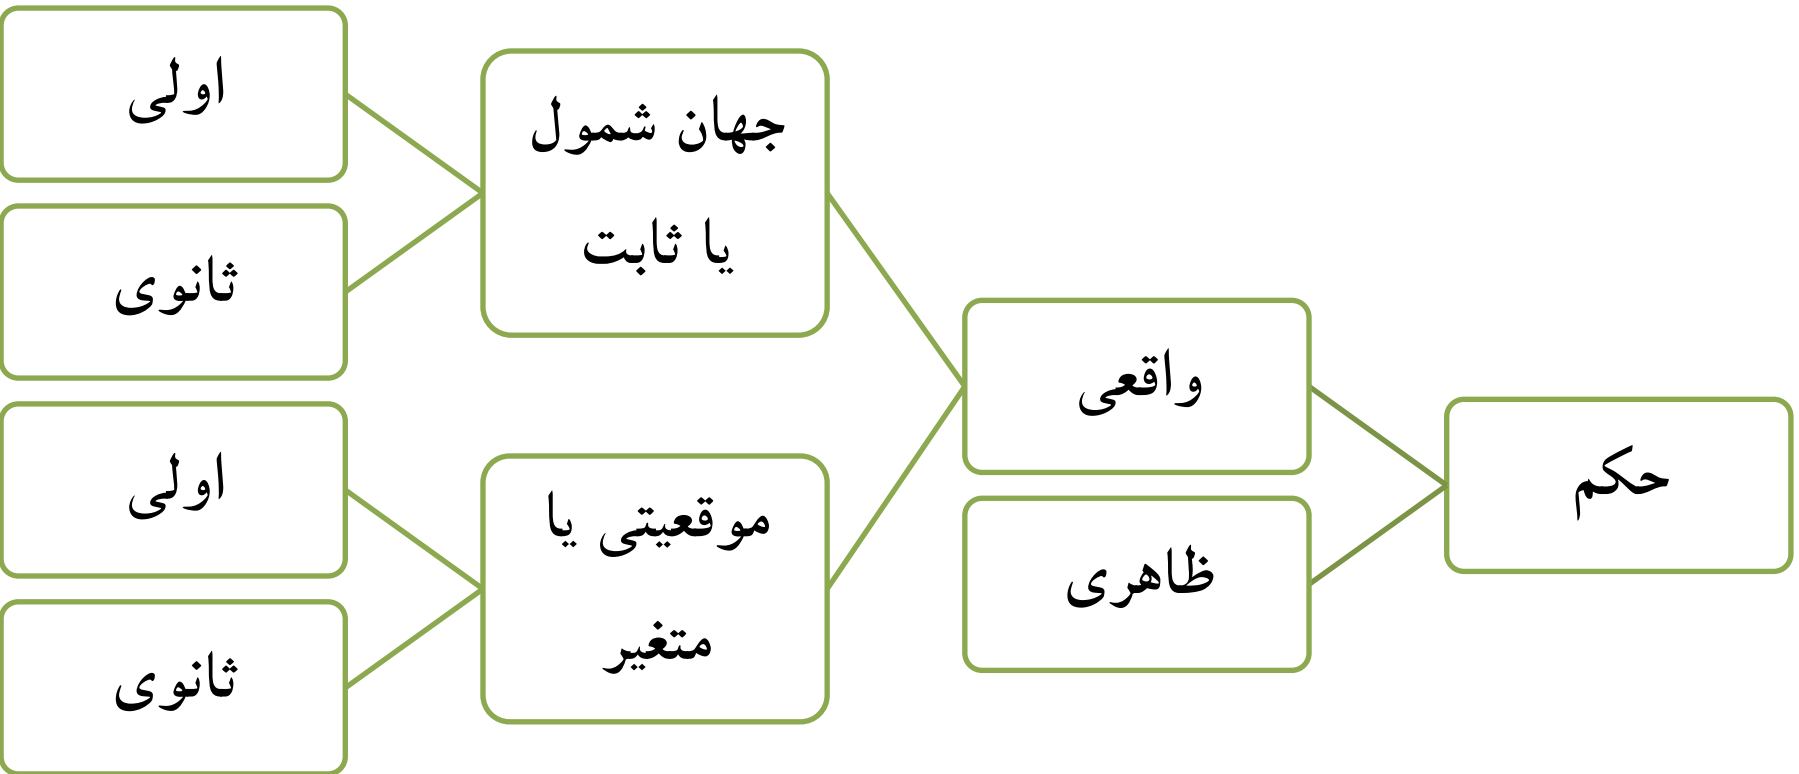 حکم
واقعی
ظاهری
جهان شمول
یا ثابت
موقعیتی یا
متغیر
اولی
ثانوی
اولی
ثانوی